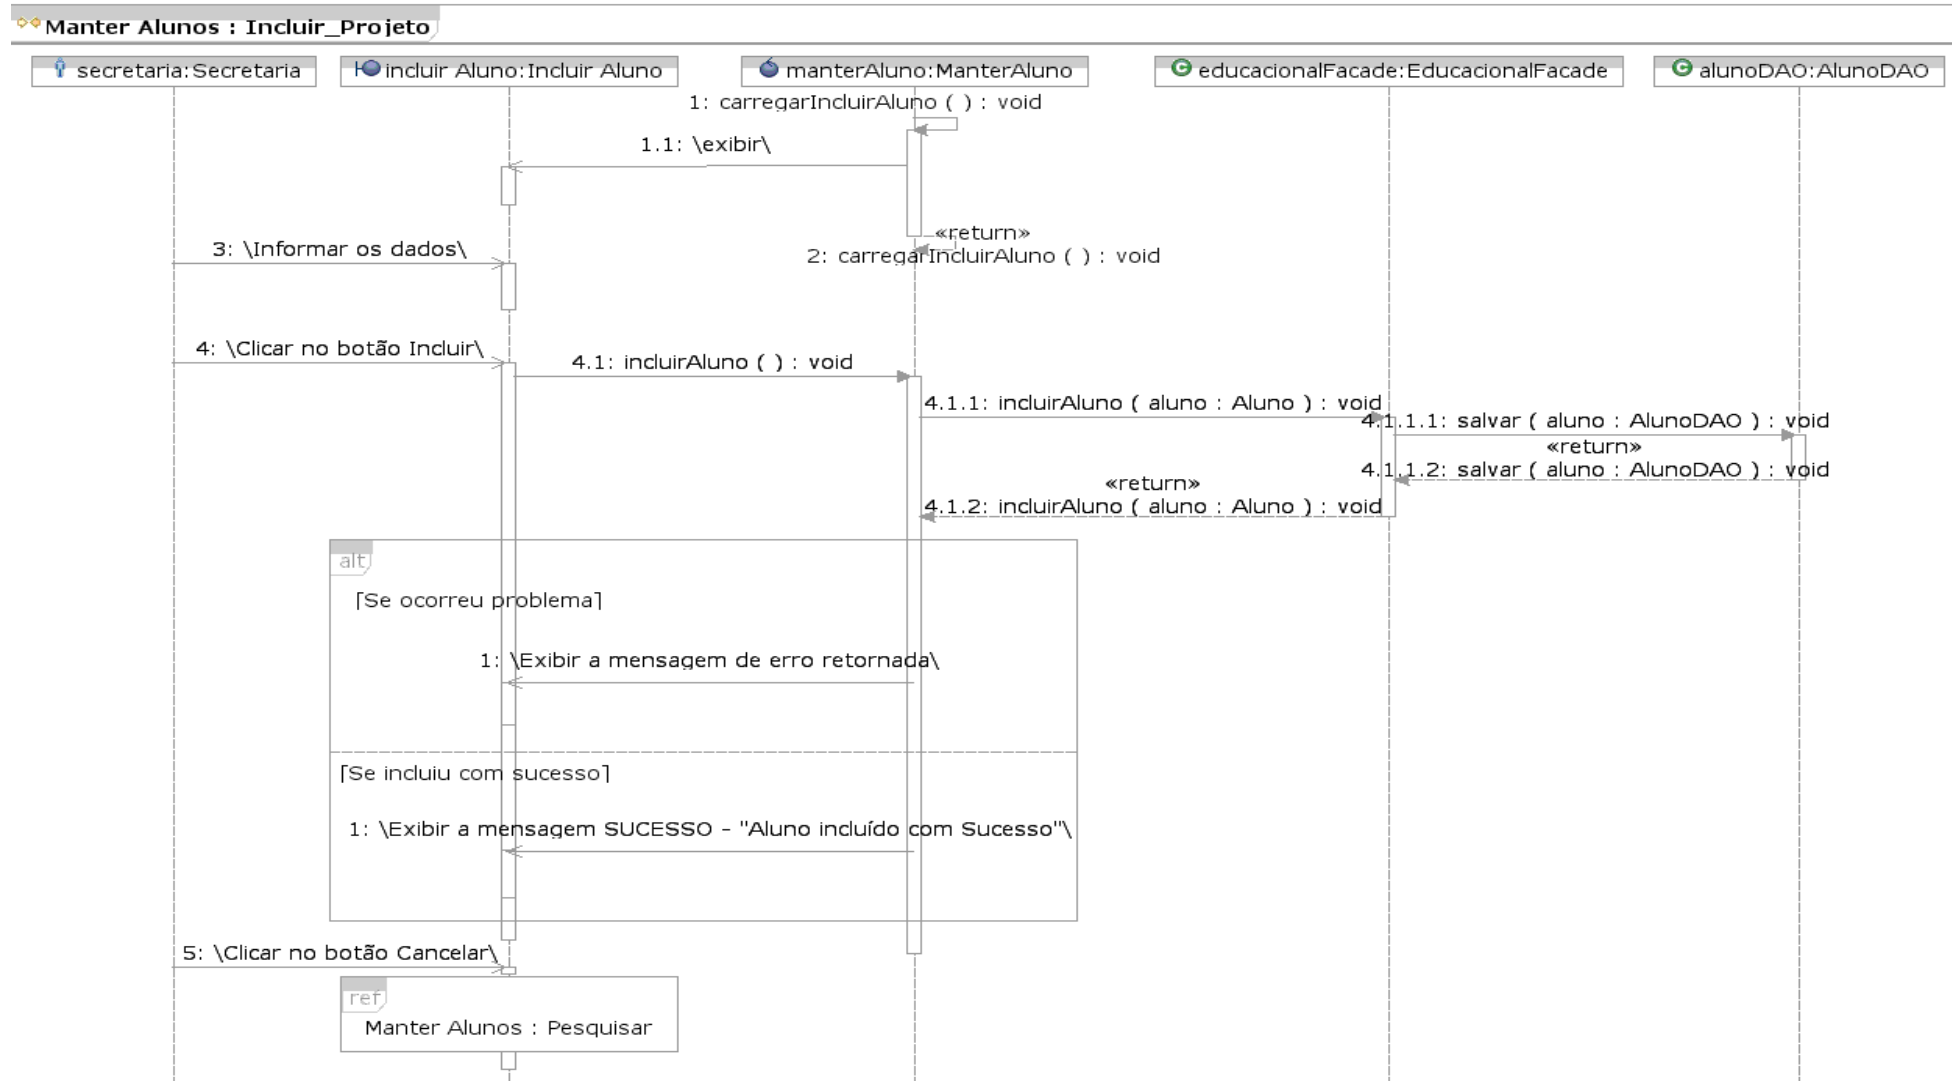 Manter Alunos : Incluir_Projeto
secretaria:Secretaria
incluir Aluno:Incluir Aluno
manterAluno:ManterAluno
educacionalFacade:EducacionalFacade
alunoDAO:AlunoDAO
1: carregarIncluirAluno ( ) : void
1.1: \exibir\
«return»
2: carregarIncluirAluno ( ) : void
3: \Informar os dados\
4: \Clicar no botão Incluir\
4.1: incluirAluno ( ) : void
4.1.1: incluirAluno ( aluno : Aluno ) : void
4.1.1.1: salvar ( aluno : AlunoDAO ) : void
«return»
4.1.1.2: salvar ( aluno : AlunoDAO ) : void
«return»
4.1.2: incluirAluno ( aluno : Aluno ) : void
alt
[Se ocorreu problema]
1: \Exibir a mensagem de erro retornada\
[Se incluiu com sucesso]
1: \Exibir a mensagem SUCESSO - "Aluno incluído com Sucesso"\
5: \Clicar no botão Cancelar\
ref
Manter Alunos : Pesquisar